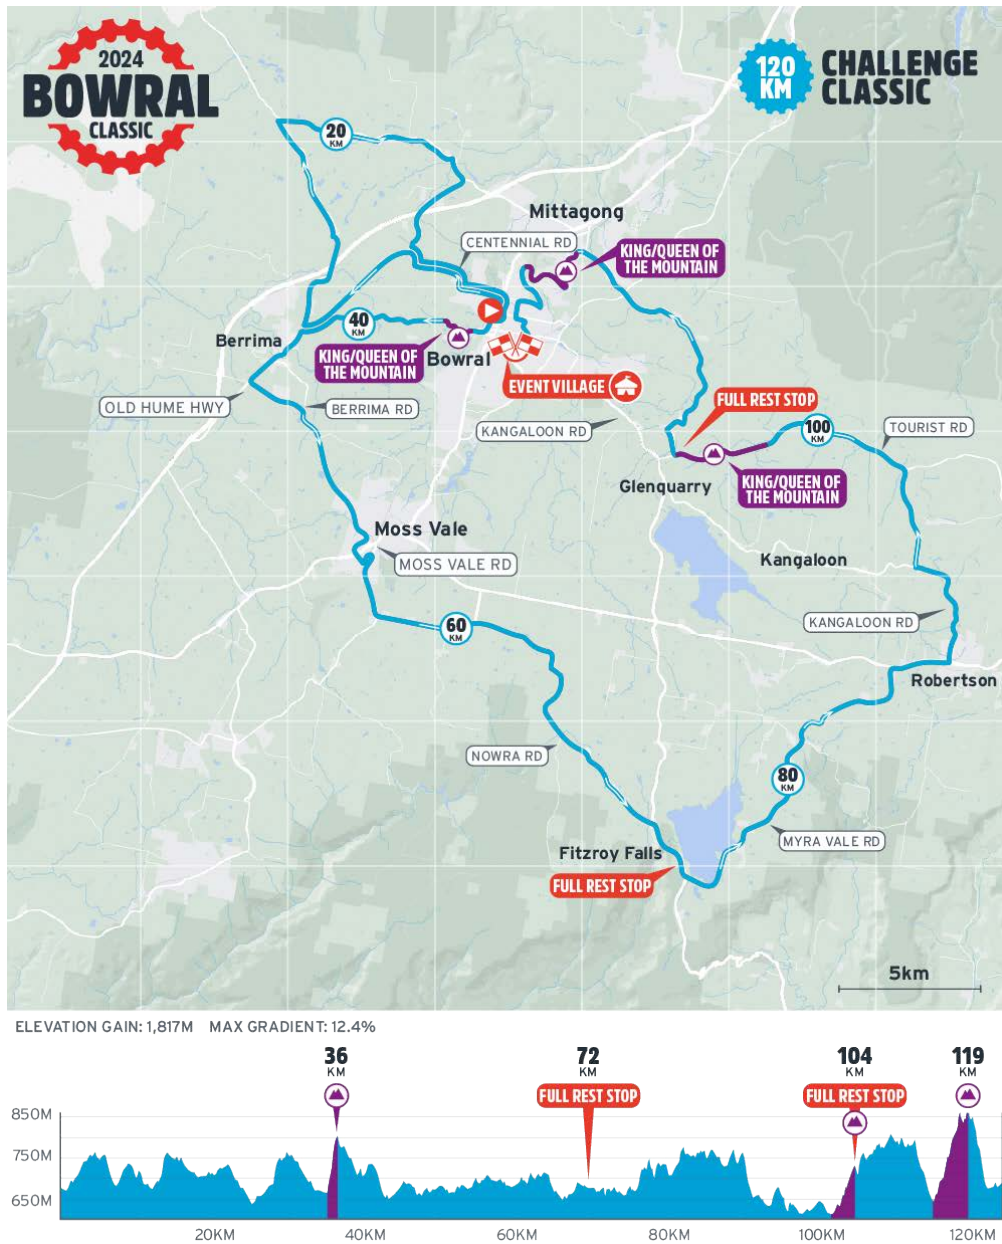 2024
BOWRAL
CLASSIC
120
KM
CHALLENGE
CLASSIC
20
KM
Mittagong
CENTENNIAL RD
KING/QUEEN OF
THE MOUNTAIN
40
KM
Berrima
KING/QUEEN OF
THE MOUNTAIN
Bowral
EVENT VILLAGE
OLD HUME HWY
BERRIMA RD
FULL REST STOP
KANGALOON RD
100
KM
TOURIST RD
Glenquarry
KING/QUEEN OF
THE MOUNTAIN
Moss Vale
MOSS VALE RD
Kangaloon
60
KM
KANGALOON RD
Robertson
NOWRA RD
80
KM
MYRA VALE RD
Fitzroy Falls
FULL REST STOP
5km
ELEVATION GAIN: 1,817M MAX GRADIENT: 12.4%
36
KM
72
KM
104
KM
119
KM
FULL REST STOP
FULL REST STOP
850M
750M
650M
20KM
40KM
60KM
80KM
100KM
120KM